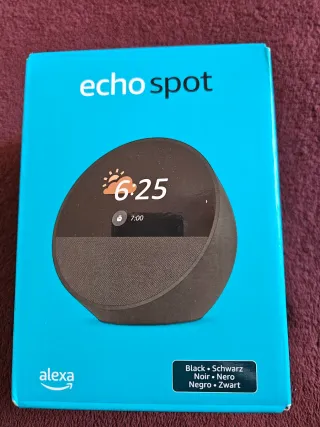 echo spot
6:25
7:00
alexa
Black • Schwarz
Noir • Nero
Negro • Zwart